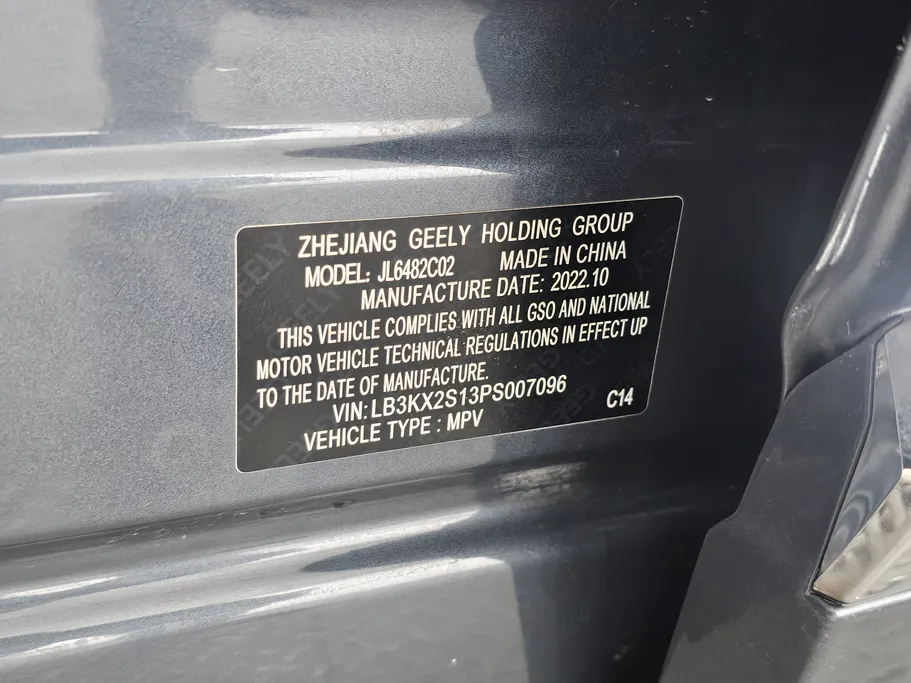 ZHEJIANG GEELY HOLDING GROUP
MODEL: JL6482C02 MADE IN CHINA
MANUFACTURE DATE: 2022.10
THIS VEHICLE COMPLIES WITH ALL GSO AND NATIONAL
MOTOR VEHICLE TECHNICAL REGULATIONS IN EFFECT UP
TO THE DATE OF MANUFACTURE.
VIN: LB3KX2S13PS007096
VEHICLE TYPE : MPV C14